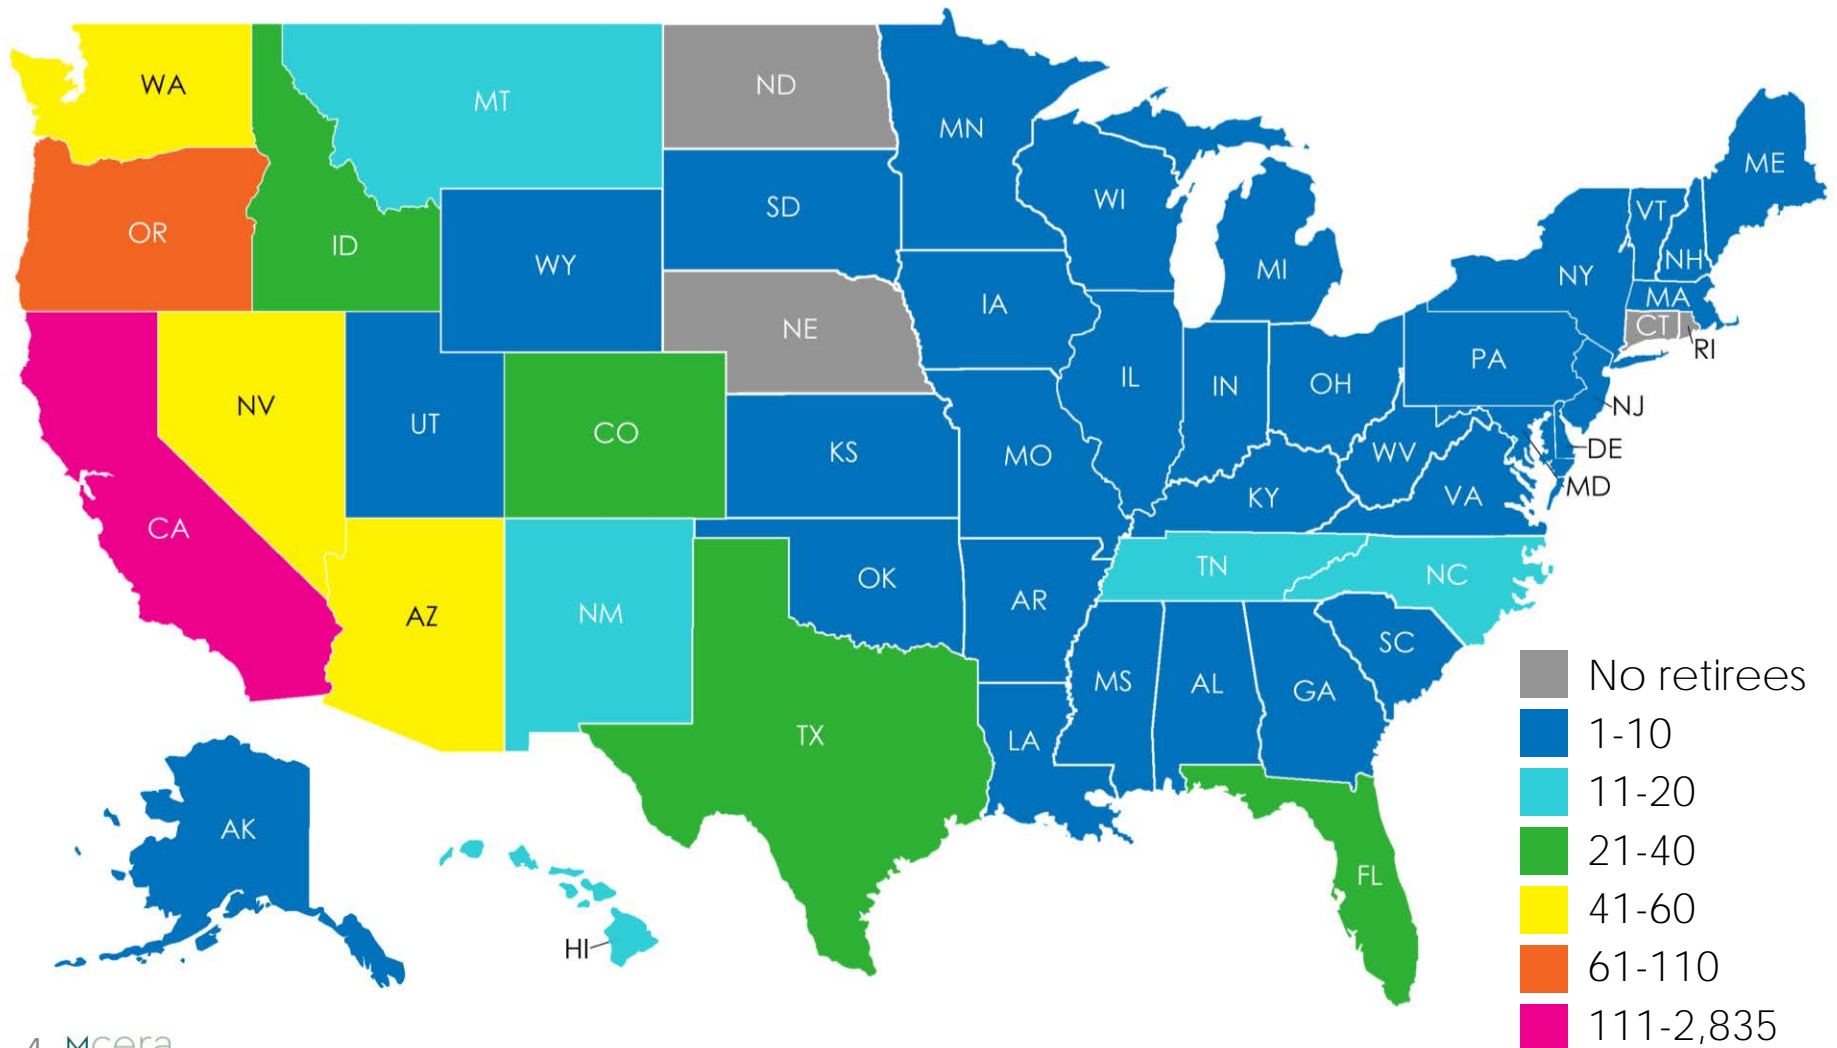 WA
MT
ND
MN
ME
OR
ID
SD
WI
VT
WY
MI
NY
NH
IA
MA
NE
CT
RI
NV
UT
CO
IL
IN
OH
PA
NJ
KS
MO
WV
DE
CA
KY
VA
MD
AZ
NM
OK
AR
TN
NC
SC
MS
AL
GA
TX
LA
AK
FL
HI
No retirees
1-10
11-20
21-40
41-60
61-110
111-2,835
4 Mcera